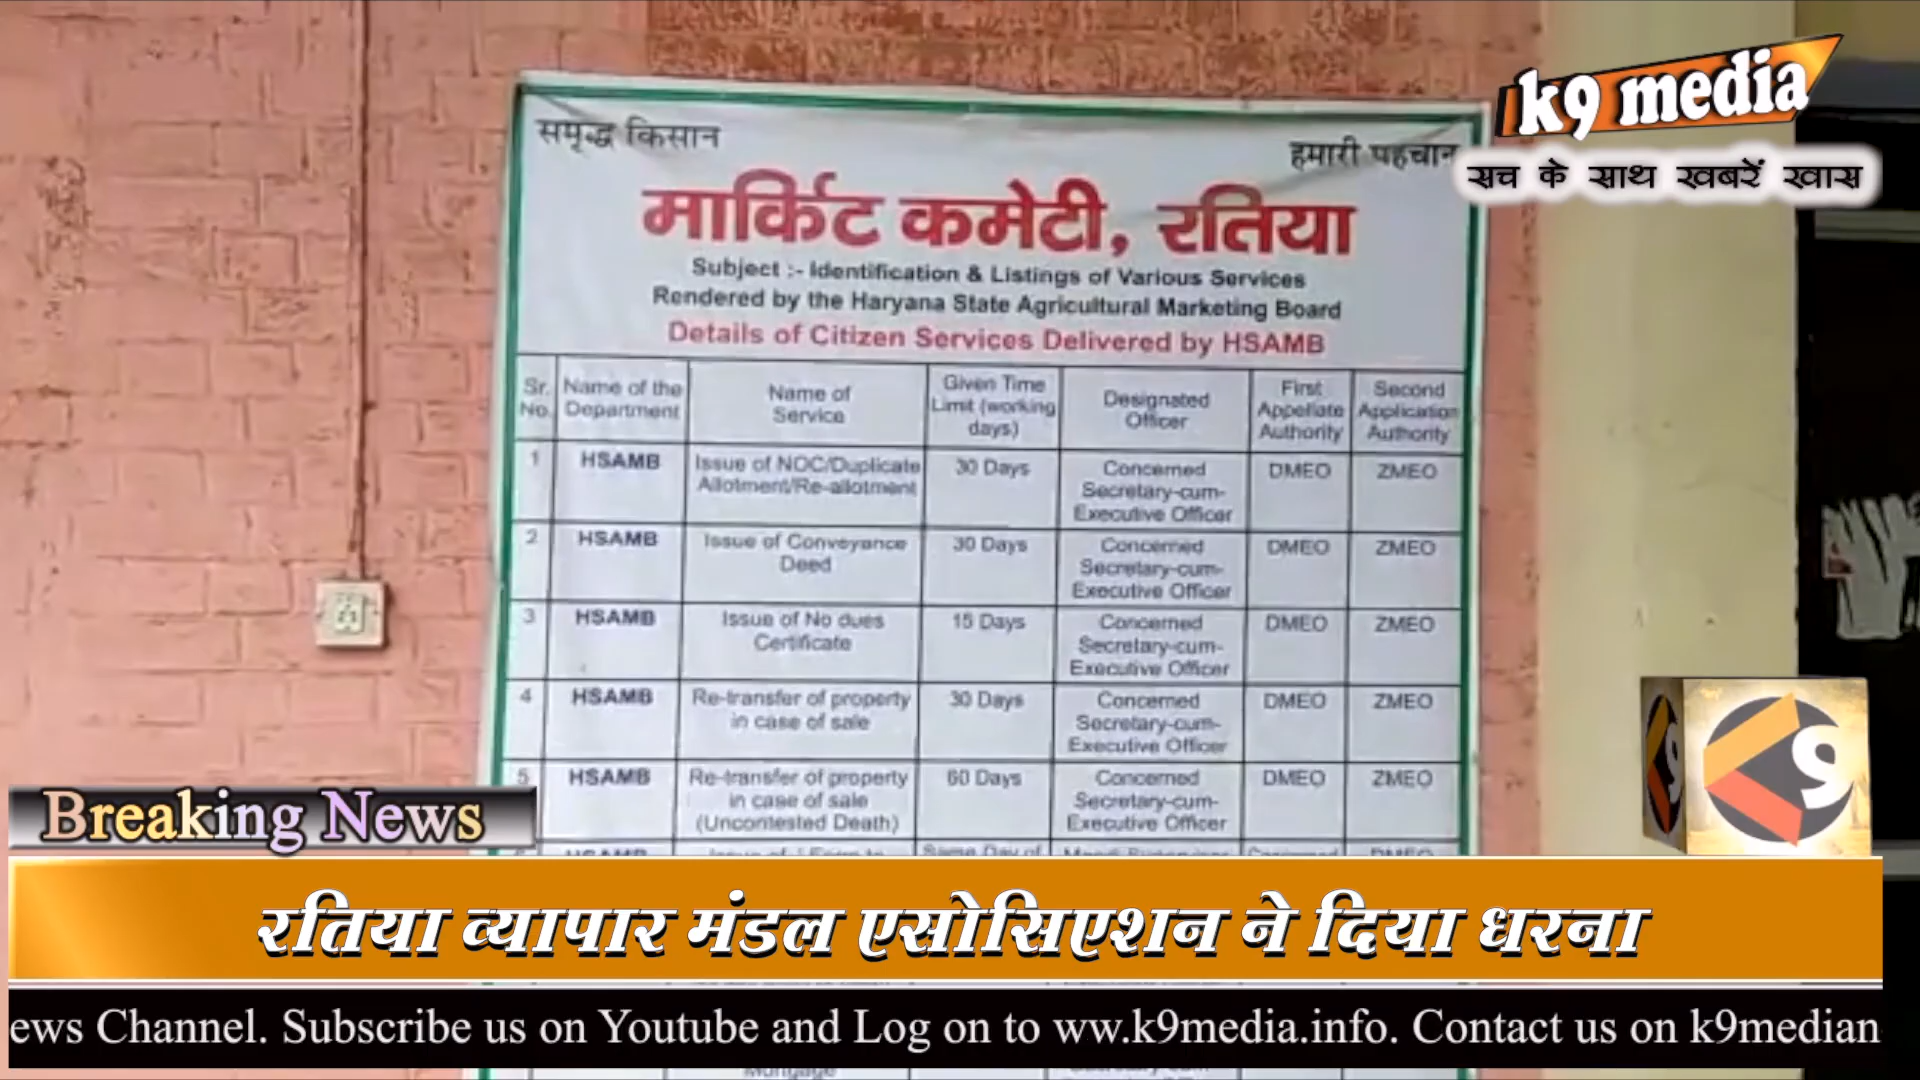 k9 media
सच के साथ खबरें खास
समृद्ध किसान
हमारी पहचान
मार्किट कमेटी, रतिया
Subject :- Identification & Listings of Various Services
Rendered by the Haryana State Agricultural Marketing Board
Details of Citizen Services Delivered by HSAMB
Sr. No. Name of the Department Name of Service Given Time Limit (working days) Designated Officer First Appellate Authority Second Application Authority
1 HSAMB Issue of NOC/Duplicate Allotment/Re-allotment 30 Days Concerned Secretary-cum-Executive Officer DMEO ZMEO
2 HSAMB Issue of Conveyance Deed 30 Days Concerned Secretary-cum-Executive Officer DMEO ZMEO
3 HSAMB Issue of No dues Certificate 15 Days Concerned Secretary-cum-Executive Officer DMEO ZMEO
4 HSAMB Re-transfer of property in case of sale 30 Days Concerned Secretary-cum-Executive Officer DMEO ZMEO
5 HSAMB Re-transfer of property in case of sale (Uncontested Death) 60 Days Concerned Secretary-cum-Executive Officer DMEO ZMEO
K9
Breaking News
रतिया व्यापार मंडल एसोसिएशन ने दिया धरना
ews Channel. Subscribe us on Youtube and Log on to ww.k9media.info. Contact us on k9median